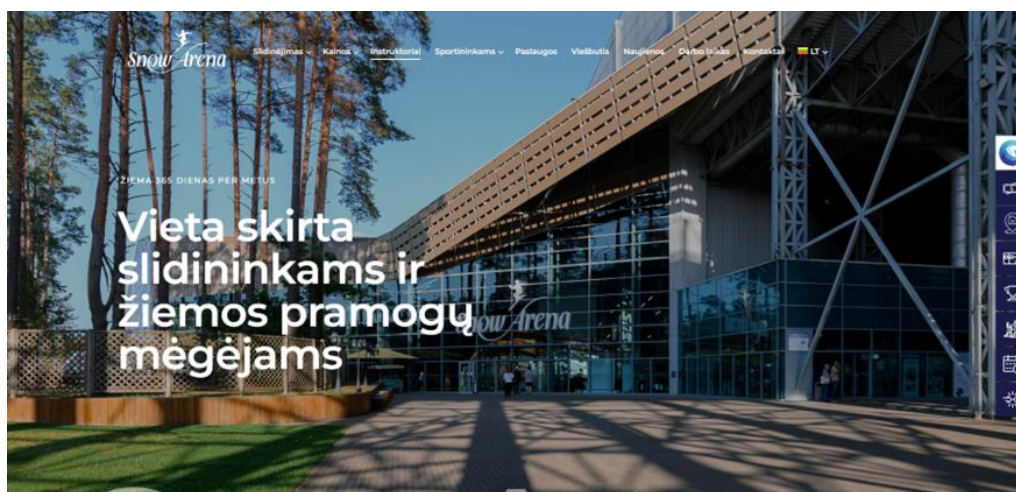 Snow Arena
Slidinėjimas Kainos Instruktoriai Sportininkams Paslaugos Viešbutis Naujienos Darbo laikas Kontaktai LT
ŽIEMA 365 DIENAS PER METUS
Vieta skirta
slidininkams ir
žiemos pramogų
mėgėjams
Snow Arena